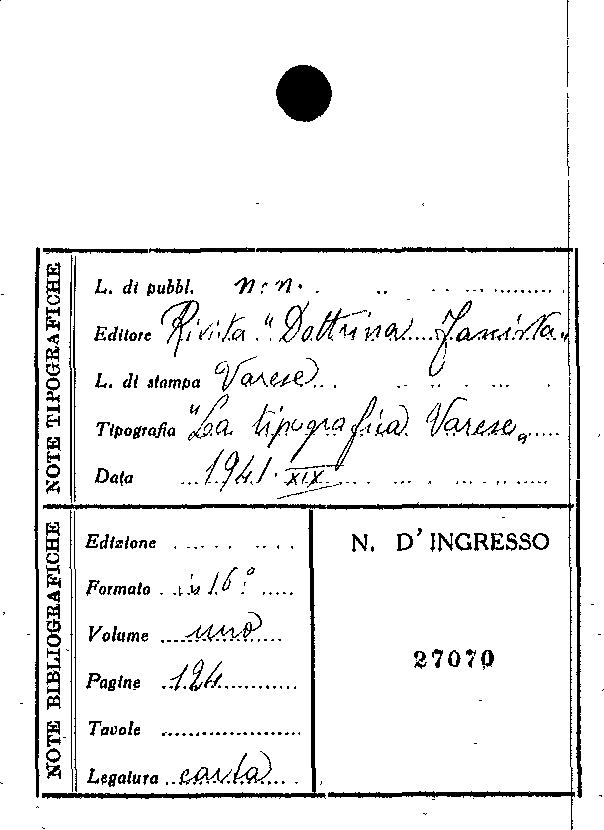 NOTE TIPOGRAFICHE
L. di pubbl. n. n.
Editore Rivista "Dottrina Fascista"
L. di stampa Varese
Tipografia "La tipografica Varese"
Data 1941. XIX
NOTE BIBLIOGRAFICHE
Edizione
Formato in 16°
Volume uno
Pagine 124
Tavole
Legatura carta
N. D'INGRESSO
27070